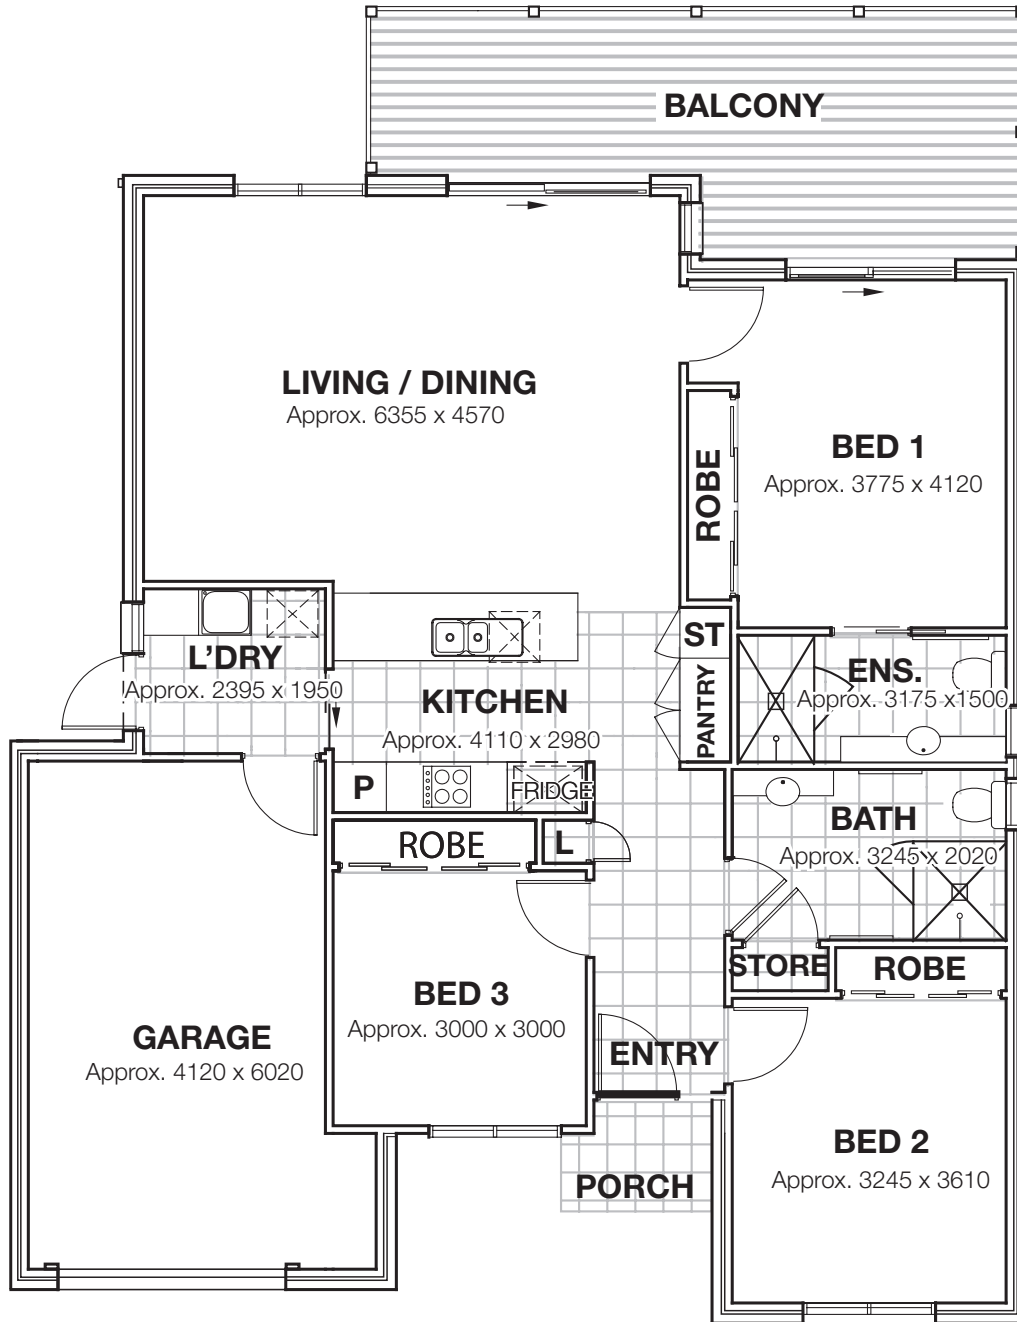 BALCONY
LIVING / DINING
Approx. 6355 x 4570
BED 1
Approx. 3775 x 4120
ROBE
ST
L'DRY
Approx. 2395 x 1950
KITCHEN
Approx. 4110 x 2980
PANTRY
ENS.
Approx. 3175 x1500
P
FRIDGE
BATH
Approx. 3245 x 2020
ROBE
L
STORE
ROBE
BED 3
Approx. 3000 x 3000
GARAGE
Approx. 4120 x 6020
ENTRY
BED 2
Approx. 3245 x 3610
PORCH